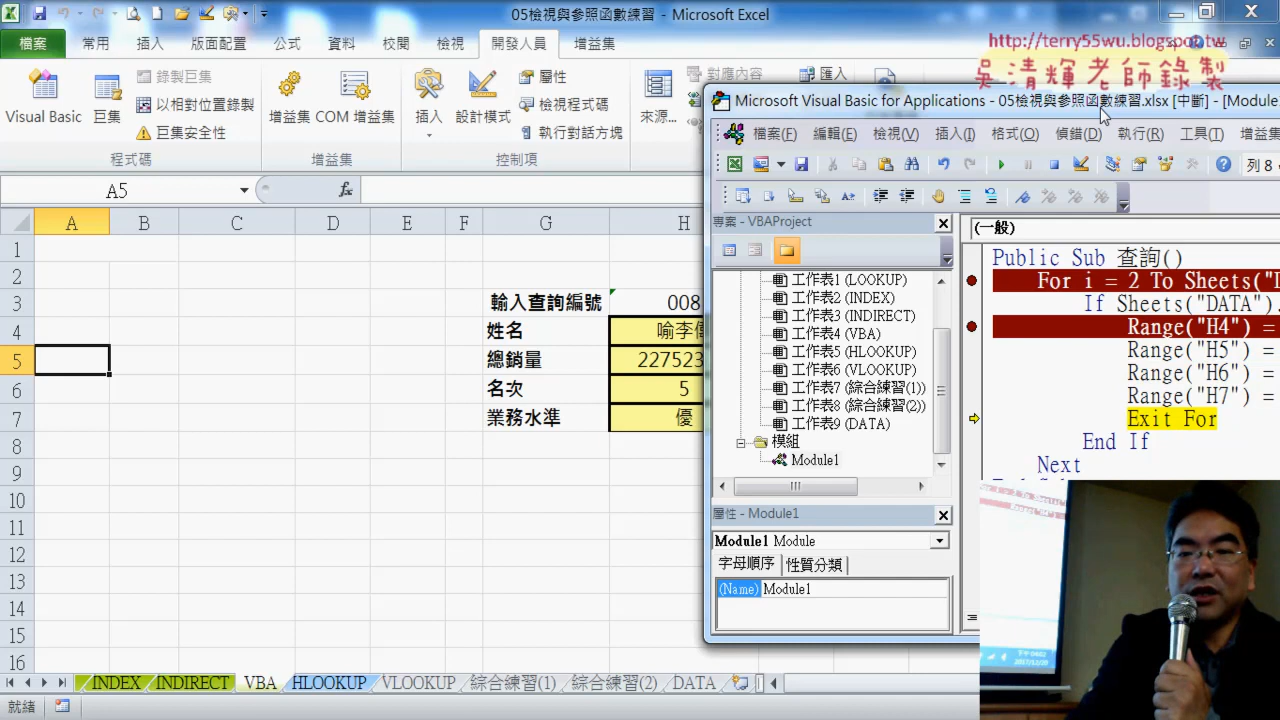 05檢視與參照函數練習 - Microsoft Excel
檔案 常用 插入 版面配置 公式 資料 校閱 檢視 開發人員 增益集
http://terry55wu.blogspot.tw
吳清輝老師錄製
Visual Basic 巨集 錄製巨集 以相對位置錄製 巨集安全性 程式碼
增益集 COM 增益集 增益集
插入 設計模式 屬性 檢視程式碼 執行對話方塊 控制項
來源... 對應內容 匯入
A5 fx
A B C D E F G H
1
2
3 輸入查詢編號 008
4 姓名
5 總銷量 227523
6 名次 5
7 業務水準 優
8
9
10
11
12
13
14
15
16
INDEX INDIRECT VBA HLOOKUP VLOOKUP 綜合練習(1) 綜合練習(2) DATA
就緒
Microsoft Visual Basic for Applications - 05檢視與參照函數練習.xlsx [中斷] - [Module
檔案(F) 編輯(E) 檢視(V) 插入(I) 格式(O) 偵錯(D) 執行(R) 工具(T) 增益集
列 8
專案 - VBAProject
工作表1 (LOOKUP)
工作表2 (INDEX)
工作表3 (INDIRECT)
工作表4 (VBA)
工作表5 (HLOOKUP)
工作表6 (VLOOKUP)
工作表7 (綜合練習(1))
工作表8 (綜合練習(2))
工作表9 (DATA)
模組
Module1
屬性 - Module1
Module1 Module
字母順序 性質分類
(Name) Module1
(一般)
Public Sub 查詢()
For i = 2 To Sheets("D
If Sheets("DATA").
Range("H4") =
Range("H5") =
Range("H6") =
Range("H7") =
Exit For
End If
Next